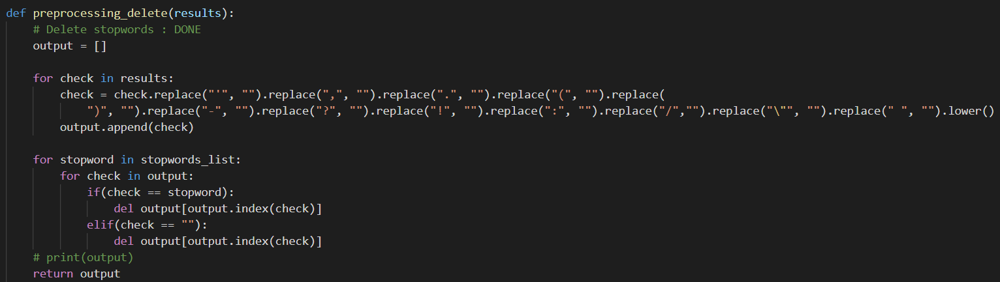 def preprocessing_delete(results):
    # Delete stopwords : DONE
    output = []
    for check in results:
        check = check.replace("'", "").replace(",", "").replace(".", "").replace("(", "").replace(
            ")", "").replace("-", "").replace("?", "").replace("!", "").replace(":", "").replace("/","").replace("\"", "").replace(" ", "").lower()
        output.append(check)
    for stopword in stopwords_list:
        for check in output:
            if(check == stopword):
                del output[output.index(check)]
            elif(check == ""):
                del output[output.index(check)]
    # print(output)
    return output